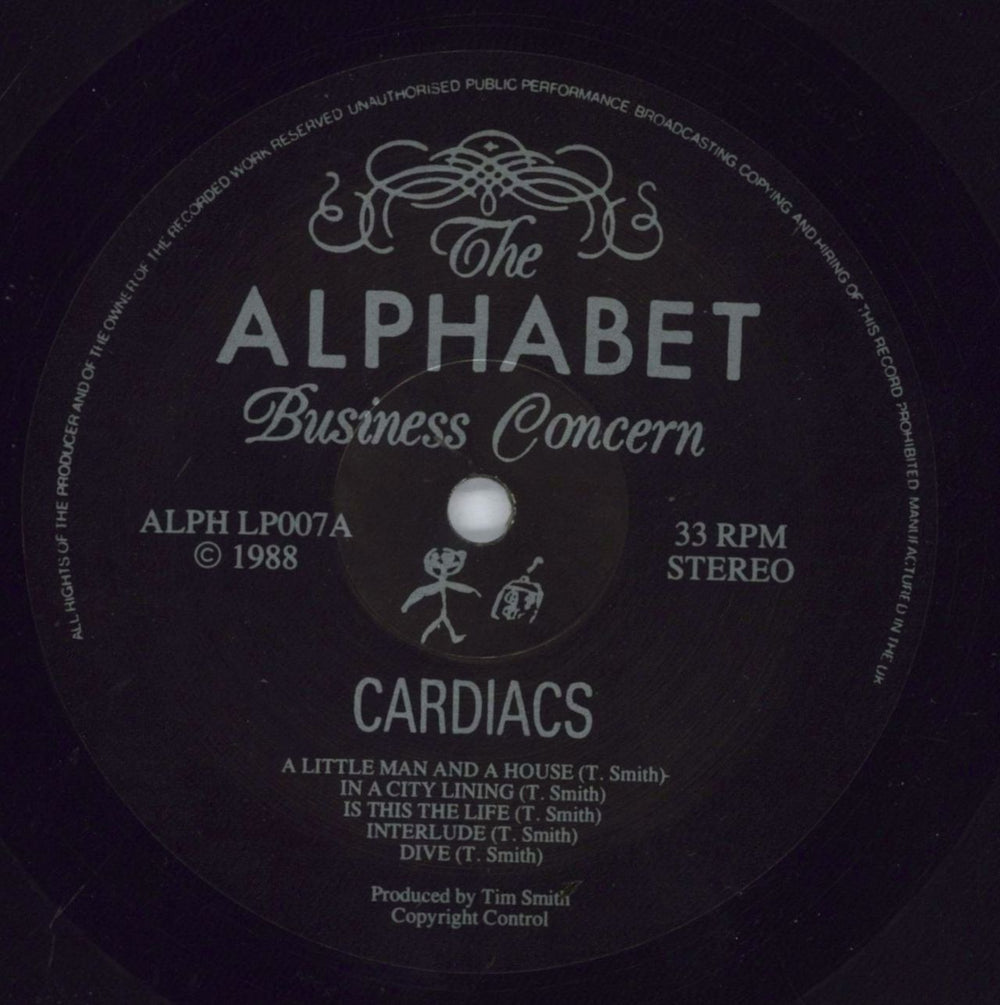 ALL RIGHTS OF THE PRODUCER AND OF THE OWNER OF THE RECORDED WORK RESERVED UNAUTHORISED PUBLIC PERFORMANCE BROADCASTING COPYING AND HIRING OF THIS RECORD PROHIBITED MANUFACTURED IN THE UK
The
ALPHABET
Business Concern
ALPH LP007A
© 1988
33 RPM
STEREO
CARDIACS
A LITTLE MAN AND A HOUSE (T. Smith)
IN A CITY LINING (T. Smith)
IS THIS THE LIFE (T. Smith)
INTERLUDE (T. Smith)
DIVE (T. Smith)
Produced by Tim Smith
Copyright Control